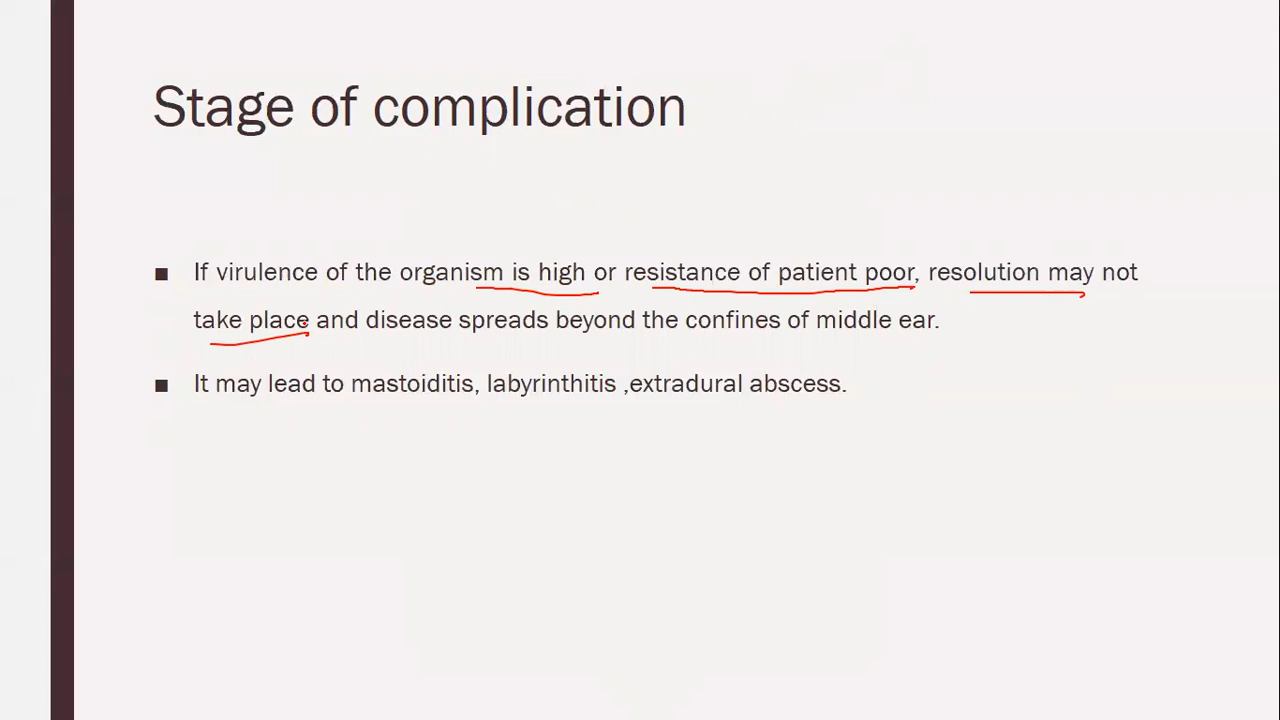 Stage of complication
▪ If virulence of the organism is high or resistance of patient poor, resolution may not
take place and disease spreads beyond the confines of middle ear.
▪ It may lead to mastoiditis, labyrinthitis ,extradural abscess.